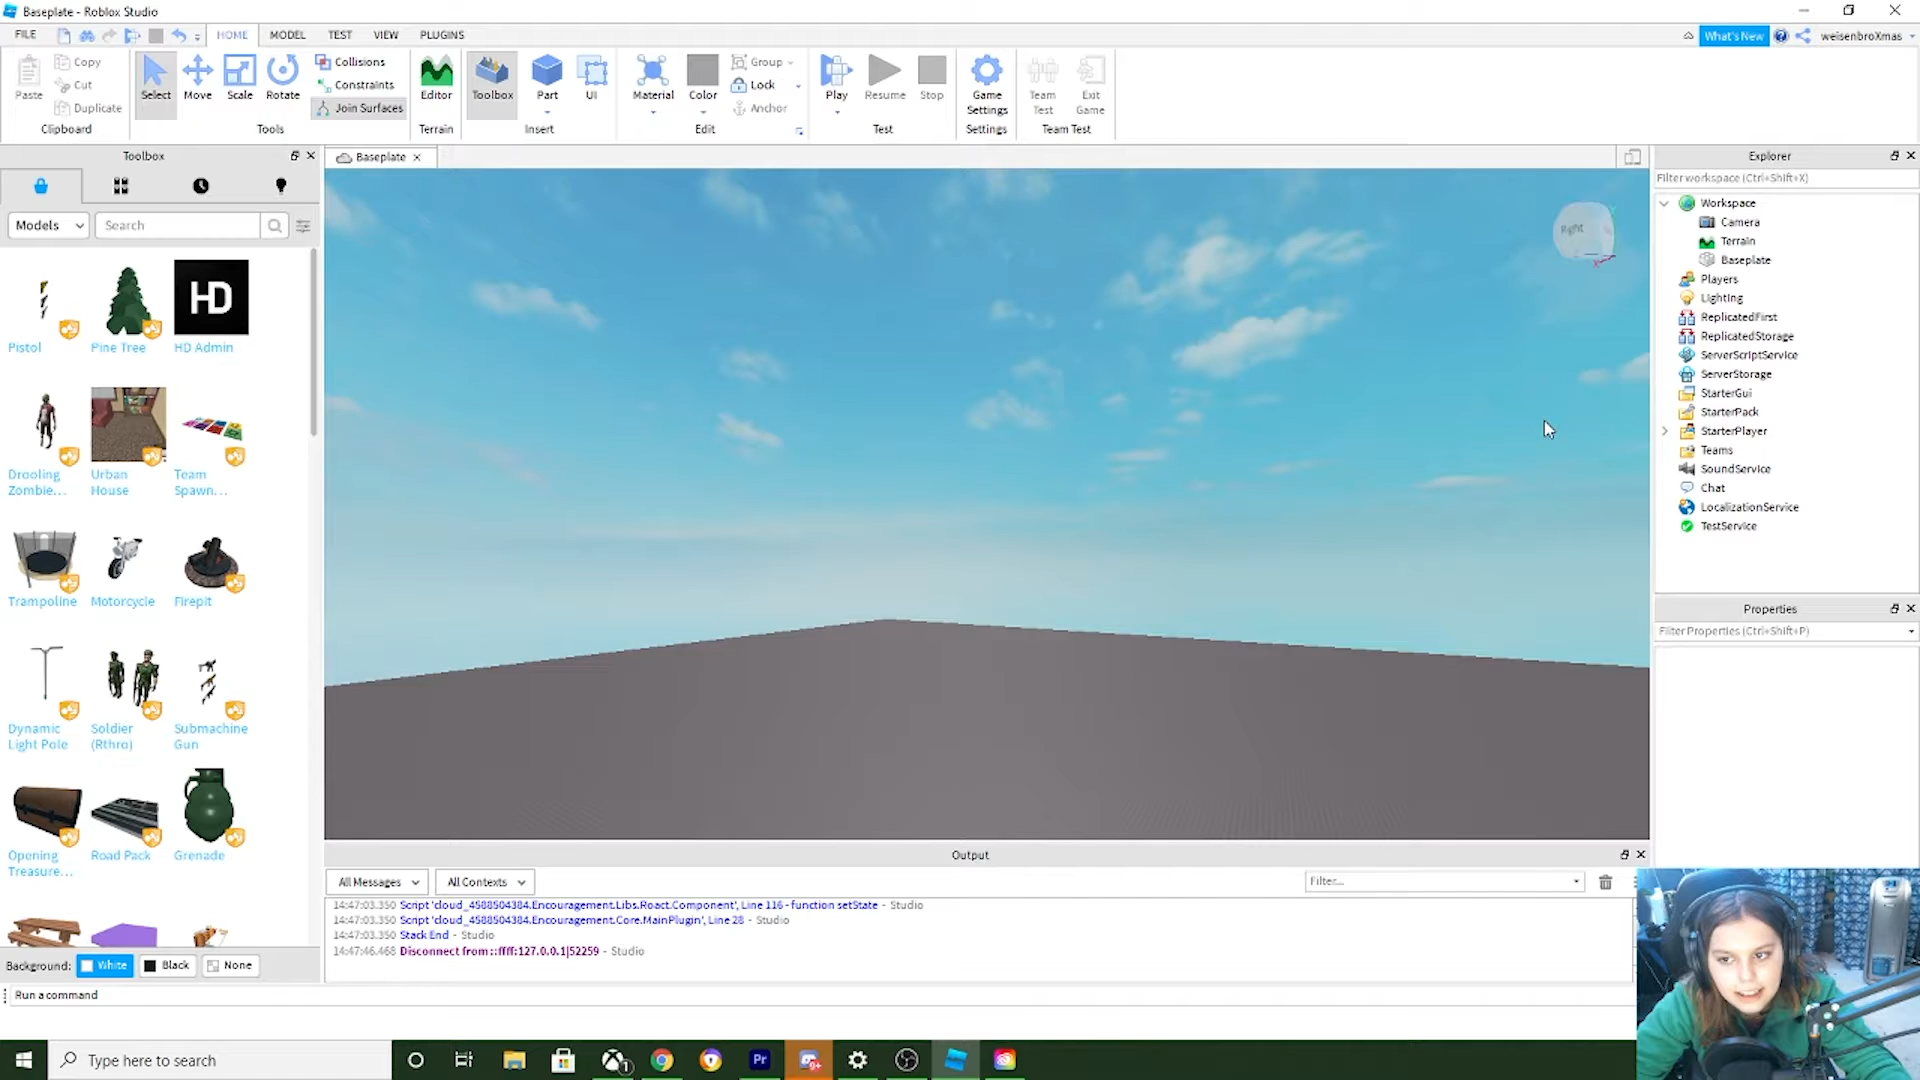 Baseplate - Roblox Studio
FILE
HOME
MODEL
TEST
VIEW
PLUGINS
What's New
weisenbroXmas
Paste
Copy
Cut
Duplicate
Clipboard
Select
Move
Scale
Rotate
Collisions
Constraints
Join Surfaces
Tools
Editor
Terrain
Toolbox
Part
UI
Insert
Material
Color
Group
Lock
Anchor
Edit
Play
Resume
Stop
Test
Game
Settings
Settings
Team
Test
Exit
Game
Team Test
Toolbox
Models
Search
Pistol
Pine Tree
HD
HD Admin
Drooling
Zombie...
Urban
House
Team
Spawn...
Trampoline
Motorcycle
Firepit
Dynamic
Light Pole
Soldier
(Rthro)
Submachine
Gun
Opening
Treasure...
Road Pack
Grenade
Background:
White
Black
None
Run a command
Baseplate
Right
X
Output
All Messages
All Contexts
Filter...
14:47:03.350 Script 'cloud_4588504384.Encouragement.Libs.Roact.Component', Line 116 - function setState - Studio
14:47:03.350 Script 'cloud_4588504384.Encouragement.Core.MainPlugin', Line 28 - Studio
14:47:03.350 Stack End - Studio
14:47:46.468 Disconnect from ::ffff:127.0.0.1|52259 - Studio
Explorer
Filter workspace (Ctrl+Shift+X)
Workspace
Camera
Terrain
Baseplate
Players
Lighting
ReplicatedFirst
ReplicatedStorage
ServerScriptService
ServerStorage
StarterGui
StarterPack
StarterPlayer
Teams
SoundService
Chat
LocalizationService
TestService
Properties
Filter Properties (Ctrl+Shift+P)
Type here to search
1
Pr
9+